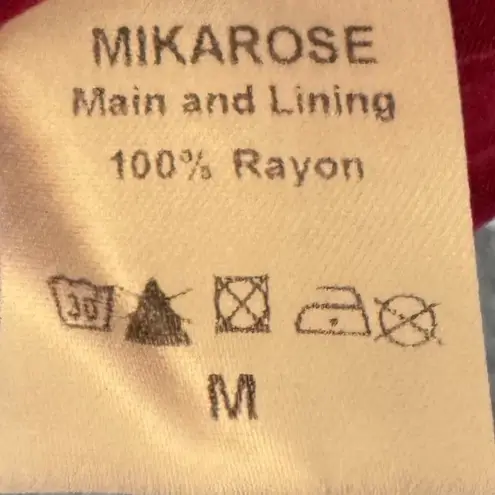 MIKAROSE
Main and Lining
100% Rayon
30
M